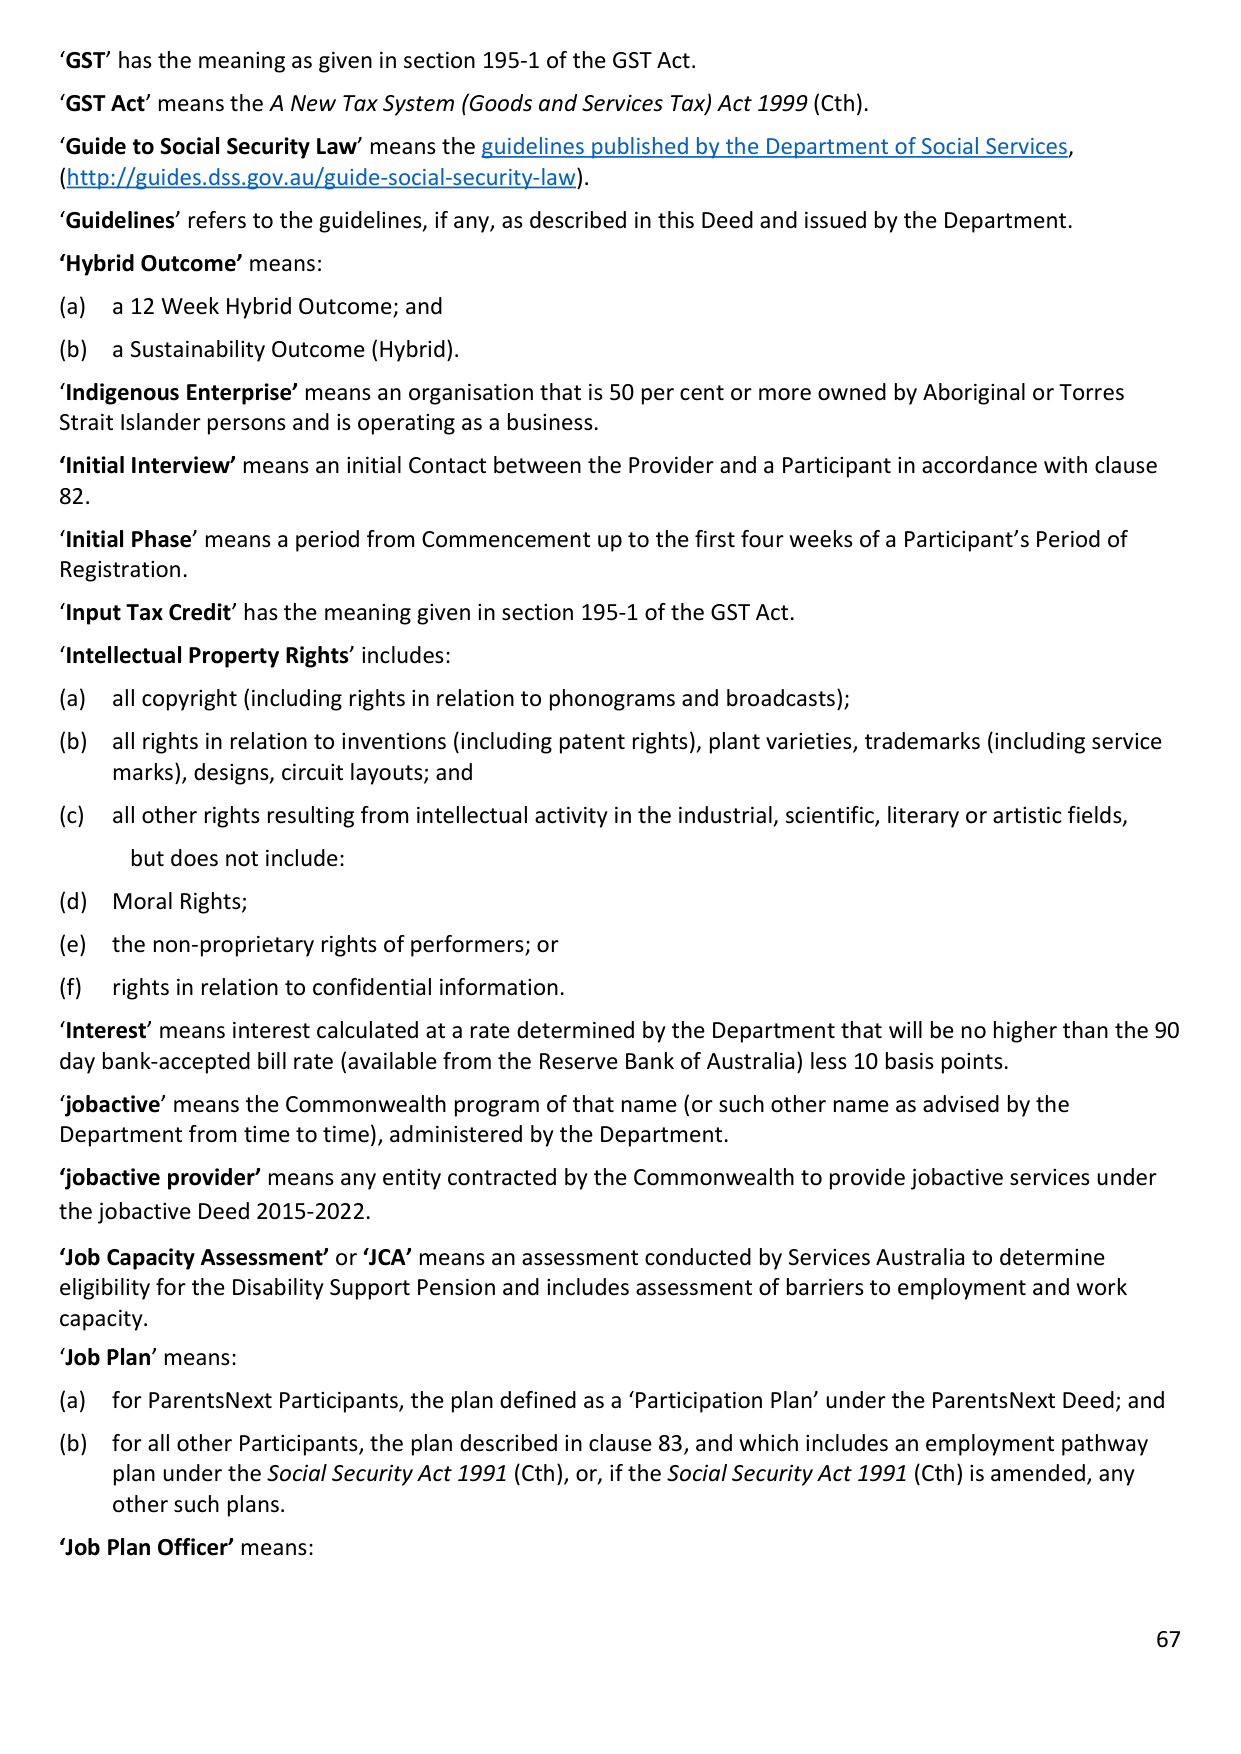 ‘GST’ has the meaning as given in section 195-1 of the GST Act.
‘GST Act’ means the A New Tax System (Goods and Services Tax) Act 1999 (Cth).
‘Guide to Social Security Law’ means the guidelines published by the Department of Social Services,
(http://guides.dss.gov.au/guide-social-security-law).
‘Guidelines’ refers to the guidelines, if any, as described in this Deed and issued by the Department.
‘Hybrid Outcome’ means:
(a) a 12 Week Hybrid Outcome; and
(b) a Sustainability Outcome (Hybrid).
‘Indigenous Enterprise’ means an organisation that is 50 per cent or more owned by Aboriginal or Torres
Strait Islander persons and is operating as a business.
‘Initial Interview’ means an initial Contact between the Provider and a Participant in accordance with clause
82.
‘Initial Phase’ means a period from Commencement up to the first four weeks of a Participant’s Period of
Registration.
‘Input Tax Credit’ has the meaning given in section 195-1 of the GST Act.
‘Intellectual Property Rights’ includes:
(a) all copyright (including rights in relation to phonograms and broadcasts);
(b) all rights in relation to inventions (including patent rights), plant varieties, trademarks (including service
marks), designs, circuit layouts; and
(c) all other rights resulting from intellectual activity in the industrial, scientific, literary or artistic fields,
but does not include:
(d) Moral Rights;
(e) the non-proprietary rights of performers; or
(f) rights in relation to confidential information.
‘Interest’ means interest calculated at a rate determined by the Department that will be no higher than the 90
day bank-accepted bill rate (available from the Reserve Bank of Australia) less 10 basis points.
‘jobactive’ means the Commonwealth program of that name (or such other name as advised by the
Department from time to time), administered by the Department.
‘jobactive provider’ means any entity contracted by the Commonwealth to provide jobactive services under
the jobactive Deed 2015-2022.
‘Job Capacity Assessment’ or ‘JCA’ means an assessment conducted by Services Australia to determine
eligibility for the Disability Support Pension and includes assessment of barriers to employment and work
capacity.
‘Job Plan’ means:
(a) for ParentsNext Participants, the plan defined as a ‘Participation Plan’ under the ParentsNext Deed; and
(b) for all other Participants, the plan described in clause 83, and which includes an employment pathway
plan under the Social Security Act 1991 (Cth), or, if the Social Security Act 1991 (Cth) is amended, any
other such plans.
‘Job Plan Officer’ means:
67